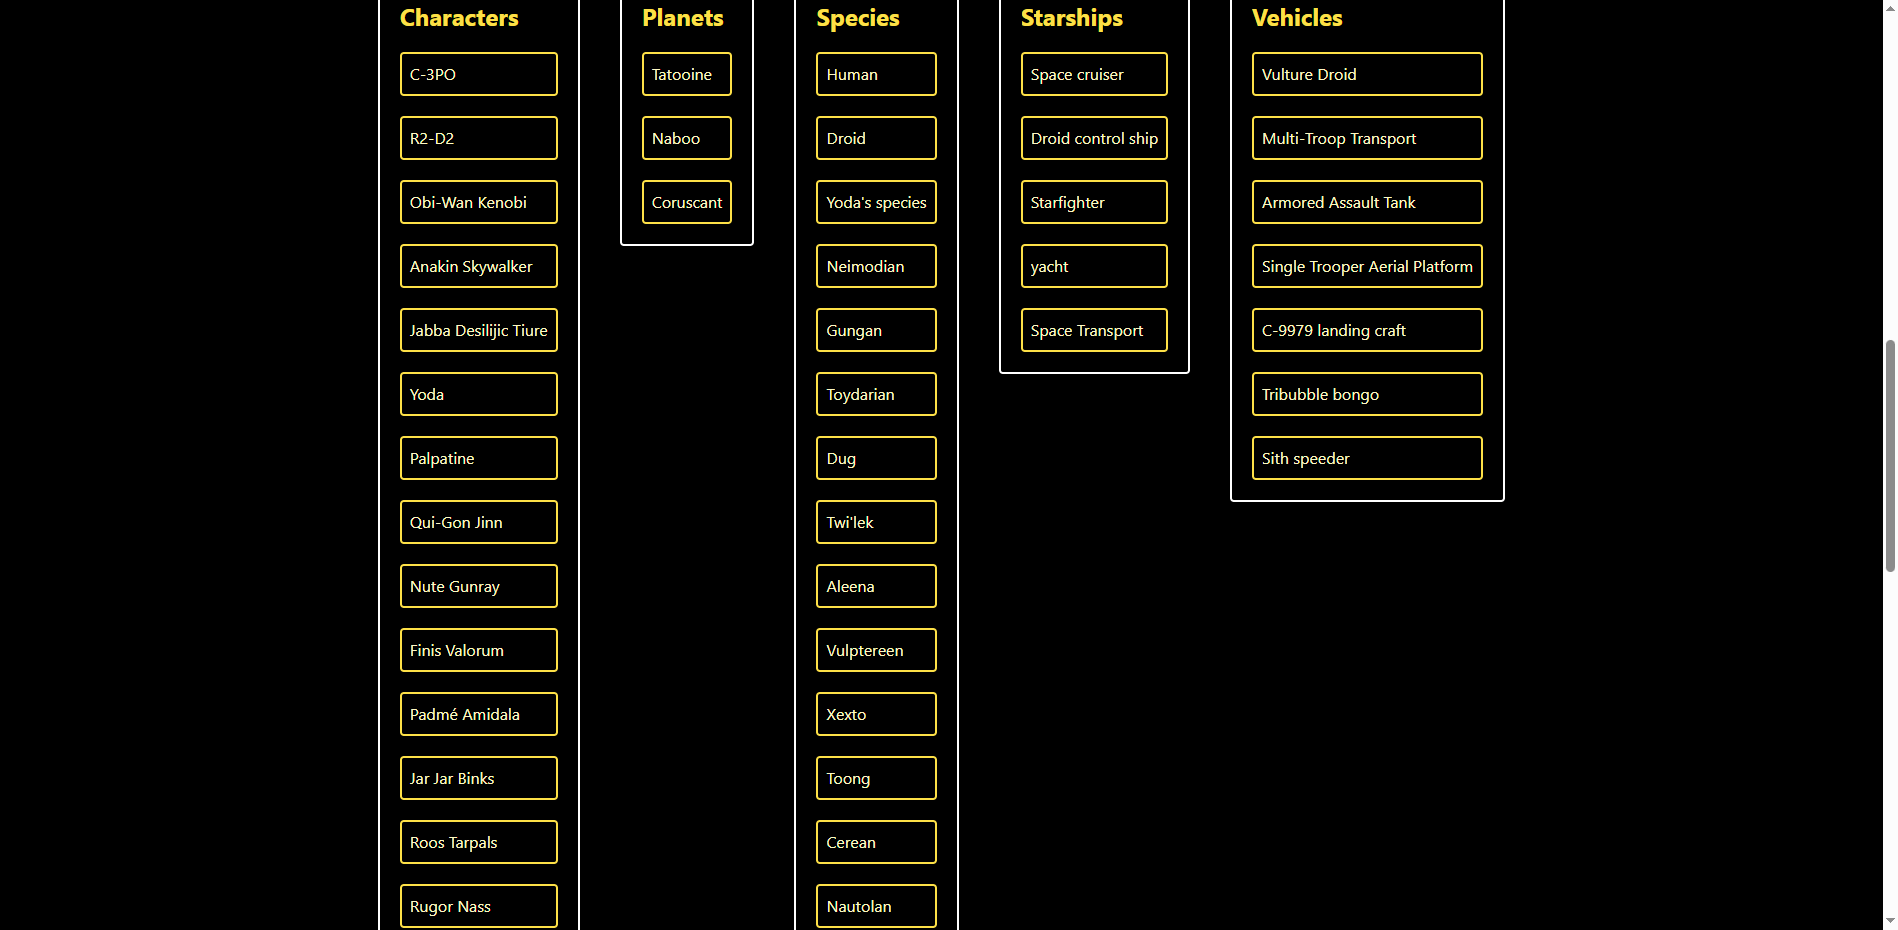 Characters
C-3PO
R2-D2
Obi-Wan Kenobi
Anakin Skywalker
Jabba Desilijic Tiure
Yoda
Palpatine
Qui-Gon Jinn
Nute Gunray
Finis Valorum
Padmé Amidala
Jar Jar Binks
Roos Tarpals
Rugor Nass
Planets
Tatooine
Naboo
Coruscant
Species
Human
Droid
Yoda's species
Neimodian
Gungan
Toydarian
Dug
Twi'lek
Aleena
Vulptereen
Xexto
Toong
Cerean
Nautolan
Starships
Space cruiser
Droid control ship
Starfighter
yacht
Space Transport
Vehicles
Vulture Droid
Multi-Troop Transport
Armored Assault Tank
Single Trooper Aerial Platform
C-9979 landing craft
Tribubble bongo
Sith speeder